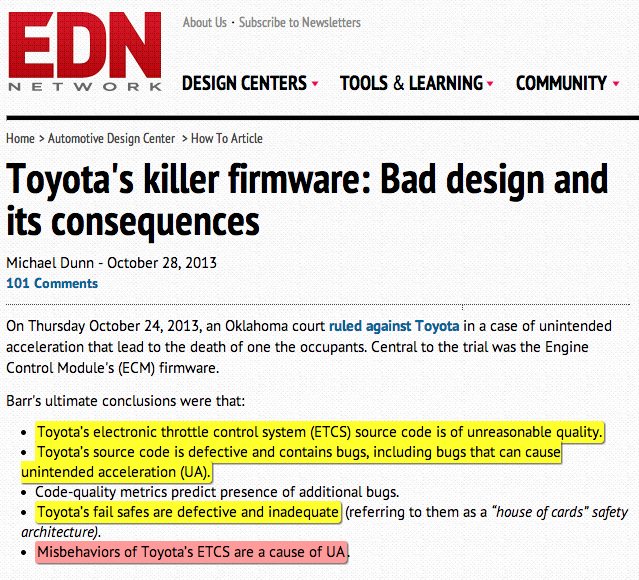 EDN
NETWORK
About Us · Subscribe to Newsletters
DESIGN CENTERS TOOLS & LEARNING COMMUNITY
Home > Automotive Design Center > How To Article
Toyota's killer firmware: Bad design and
its consequences
Michael Dunn - October 28, 2013
101 Comments
On Thursday October 24, 2013, an Oklahoma court ruled against Toyota in a case of unintended
acceleration that lead to the death of one the occupants. Central to the trial was the Engine
Control Module's (ECM) firmware.
Barr's ultimate conclusions were that:
• Toyota's electronic throttle control system (ETCS) source code is of unreasonable quality.
• Toyota's source code is defective and contains bugs, including bugs that can cause
unintended acceleration (UA).
• Code-quality metrics predict presence of additional bugs.
• Toyota's fail safes are defective and inadequate (referring to them as a “house of cards” safety
architecture).
• Misbehaviors of Toyota's ETCS are a cause of UA.